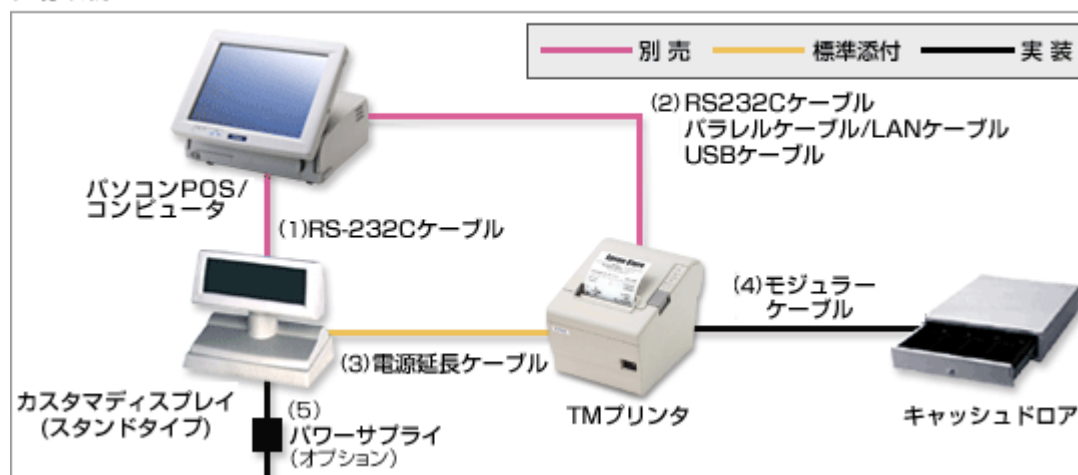 別売
標準添付
実装
(2)RS232Cケーブル
パラレルケーブル/LANケーブル
USBケーブル
パソコンPOS/
コンピュータ
(1)RS-232Cケーブル
(4)モジュラー
ケーブル
(3)電源延長ケーブル
カスタマディスプレイ
(スタンドタイプ)
TMプリンタ
キャッシュドロア
(5)
パワーサプライ
(オプション)